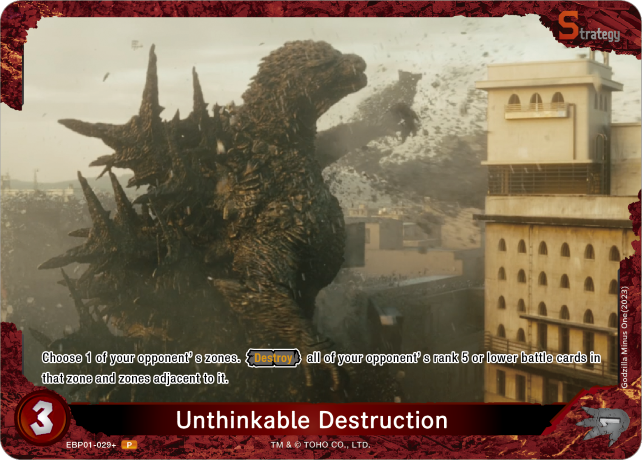 Strategy
Choose 1 of your opponent's zones. {Destroy} all of your opponent's rank 5 or lower battle cards in
that zone and zones adjacent to it.
Godzilla Minus One(2023)
3
Unthinkable Destruction
1
EBP01-029+ P
TM & © TOHO CO., LTD.